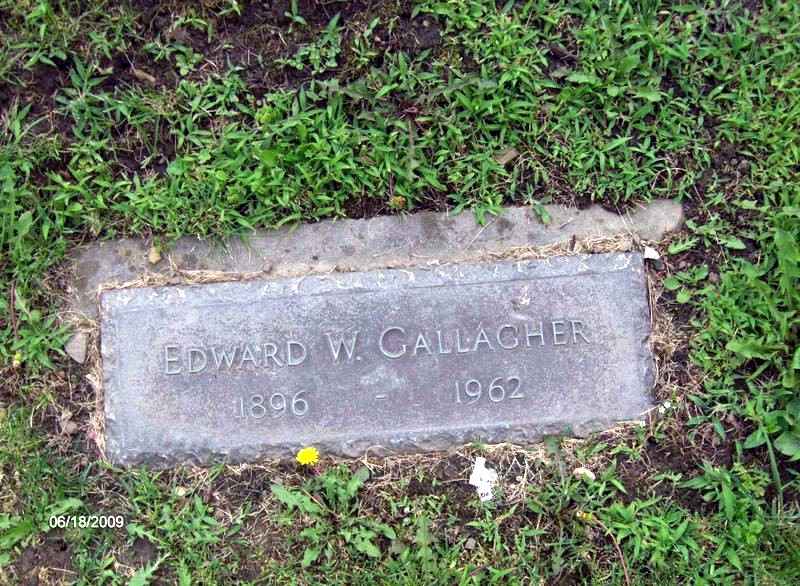 EDWARD W. GALLAGHER
1896 - 1962
06/18/2009